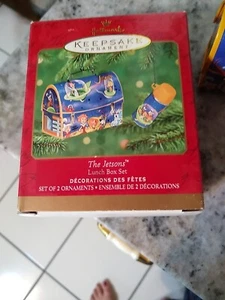 Hallmark
KEEPSAKE
ORNAMENT
The Jetsons™
Lunch Box Set
DÉCORATIONS DES FÊTES
SET OF 2 ORNAMENTS • ENSEMBLE DE 2 DÉCORATIONS